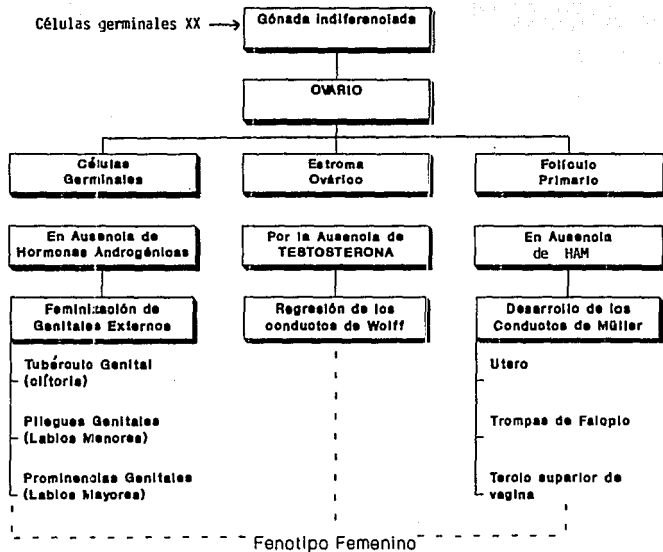 Células germinales XX
Gónada indiferenciada
OVARIO
Células
Germinales
Estroma
Ovárico
Folículo
Primario
En Ausencia de
Hormonas Androgénicas
Por la Ausencia de
TESTOSTERONA
En Ausencia
de HAM
Feminización de
Genitales Externos
Regresión de los
conductos de Wolff
Desarrollo de los
Conductos de Müller
Tubérculo Genital
(clítoris)
Pliegues Genitales
(Labios Menores)
Prominencias Genitales
(Labios Mayores)
Utero
Trompas de Falopio
Tercio superior de
vagina
Fenotipo Femenino